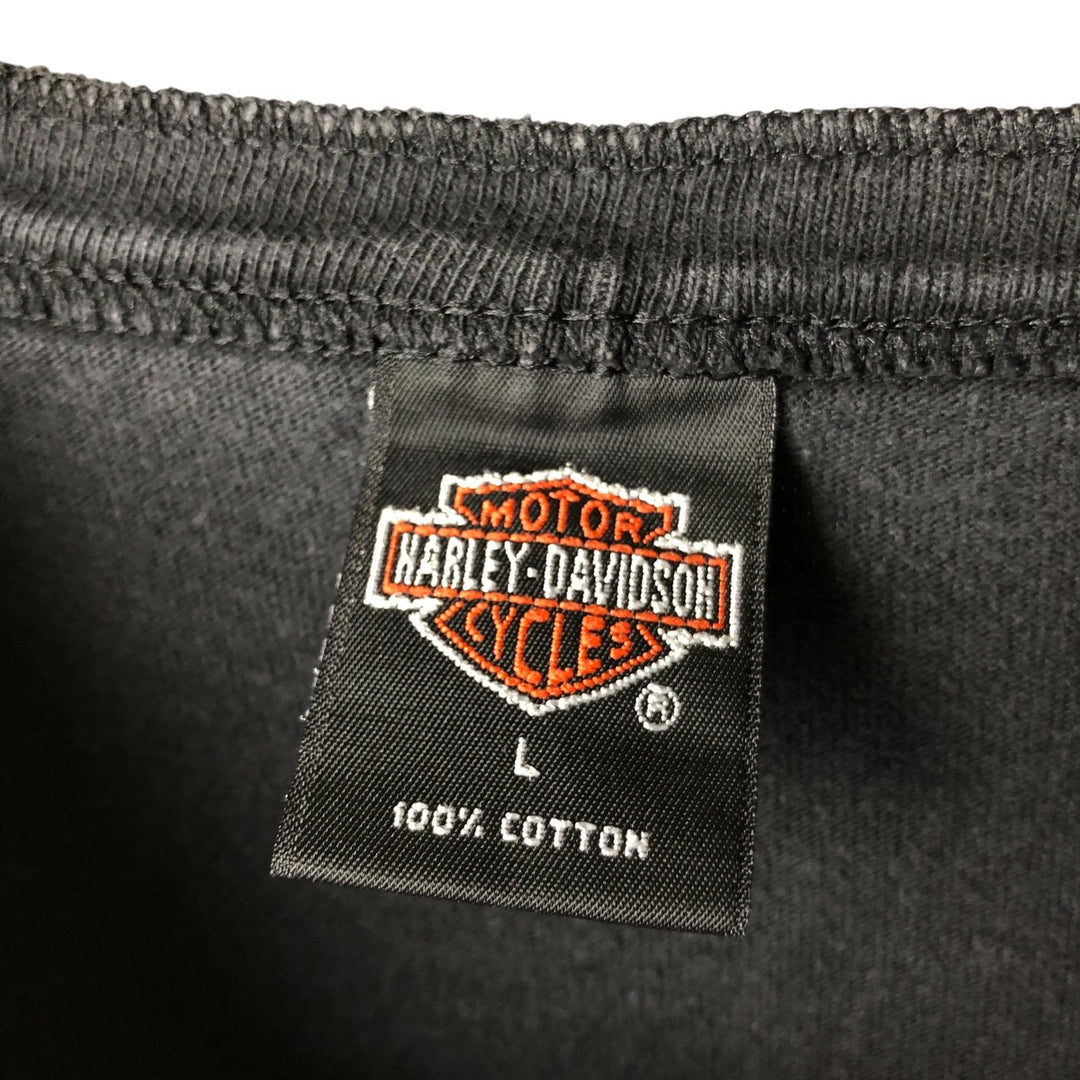 MOTOR
HARLEY-DAVIDSON
CYCLES
®
L
100% COTTON